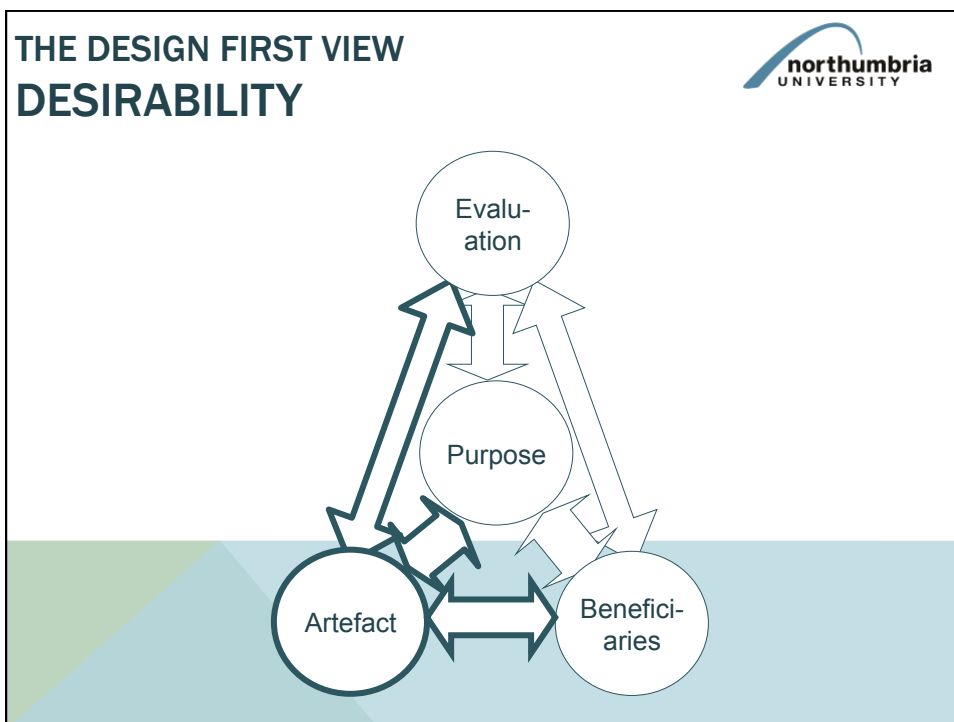 THE DESIGN FIRST VIEW
DESIRABILITY
northumbria
UNIVERSITY
Evalu-
ation
Purpose
Artefact
Benefici-
aries